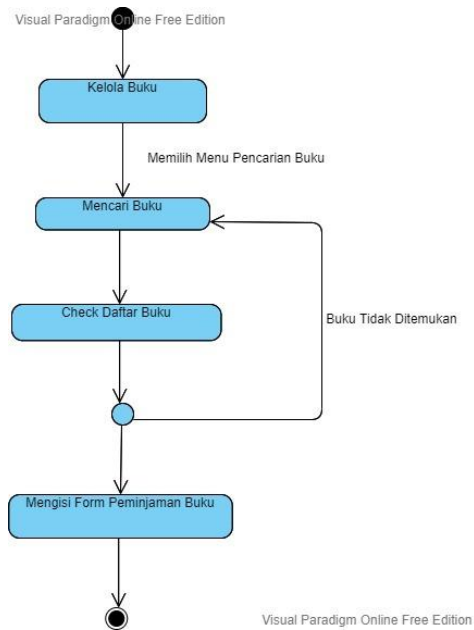 Visual Paradigm Online Free Edition
Kelola Buku
Memilih Menu Pencarian Buku
Mencari Buku
Check Daftar Buku
Buku Tidak Ditemukan
Mengisi Form Peminjaman Buku
Visual Paradigm Online Free Edition